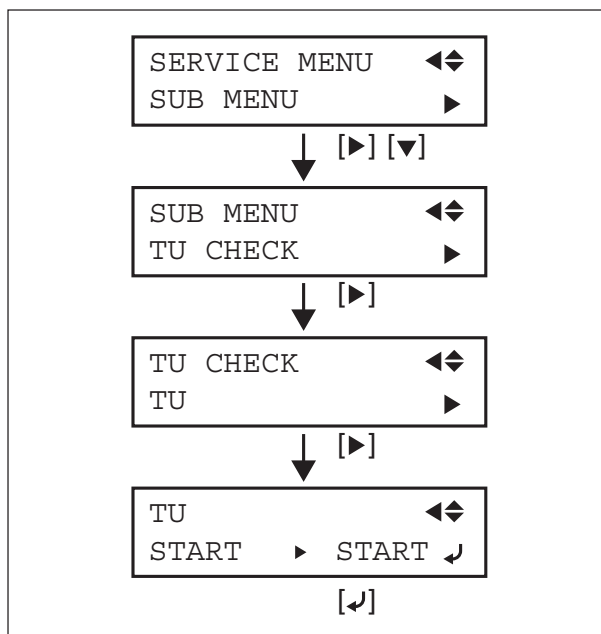 SERVICE MENU ◀◆
SUB MENU ▶
[▶] [▼]
SUB MENU ◀◆
TU CHECK ▶
[▶]
TU CHECK ◀◆
TU ▶
[▶]
TU ◀◆
START ▶ START ↵
[↵]